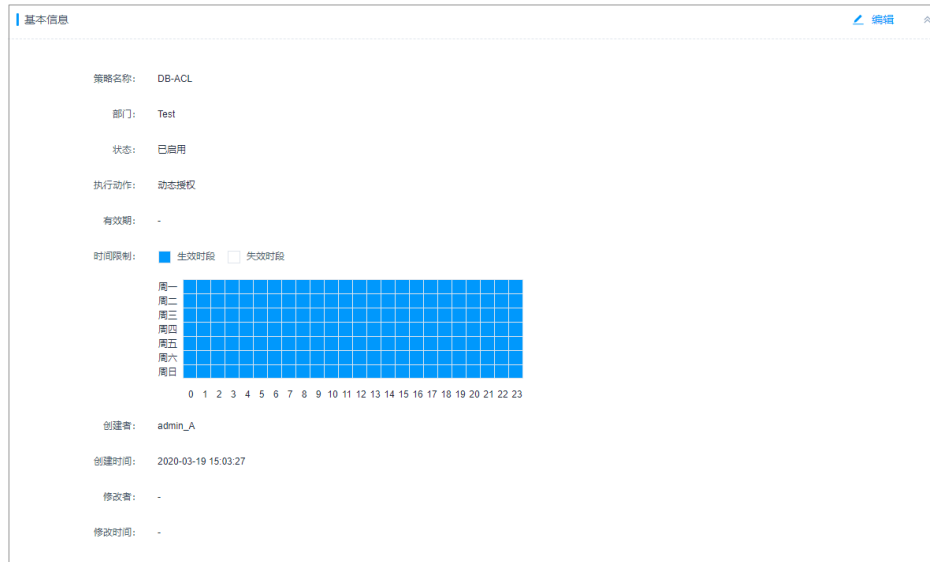 基本信息 编辑
策略名称： DB-ACL
部门： Test
状态： 已启用
执行动作： 动态授权
有效期： -
时间限制： 生效时段 失效时段
周一
周二
周三
周四
周五
周六
周日
0 1 2 3 4 5 6 7 8 9 10 11 12 13 14 15 16 17 18 19 20 21 22 23
创建者： admin_A
创建时间： 2020-03-19 15:03:27
修改者： -
修改时间： -